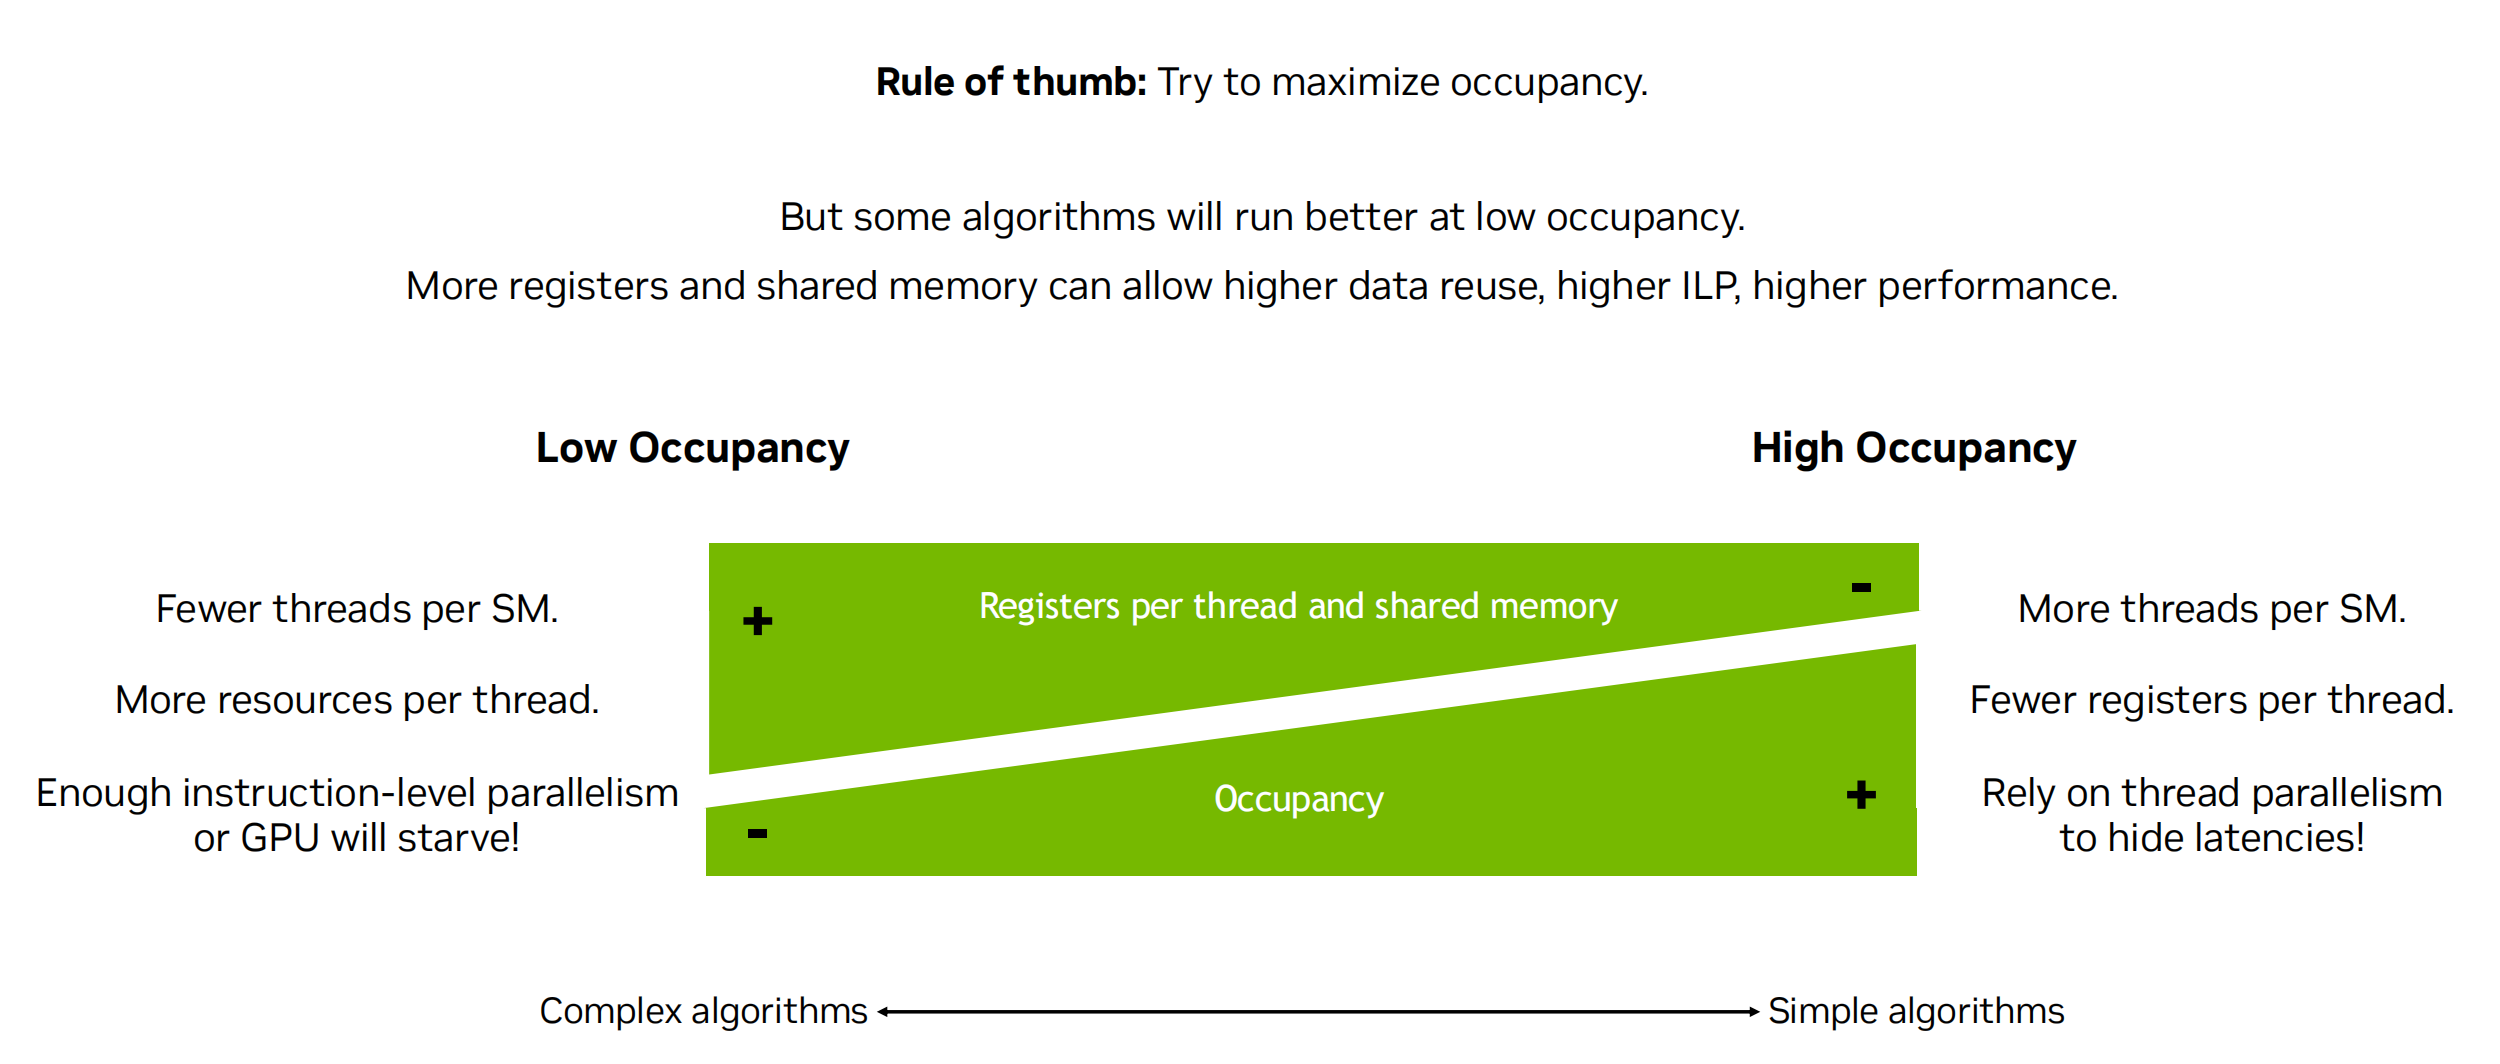 Rule of thumb: Try to maximize occupancy.
But some algorithms will run better at low occupancy.
More registers and shared memory can allow higher data reuse, higher ILP, higher performance.
Low Occupancy
High Occupancy
Fewer threads per SM.
More resources per thread.
Enough instruction-level parallelism
or GPU will starve!
+
Registers per thread and shared memory
-
-
Occupancy
+
More threads per SM.
Fewer registers per thread.
Rely on thread parallelism
to hide latencies!
Complex algorithms
Simple algorithms